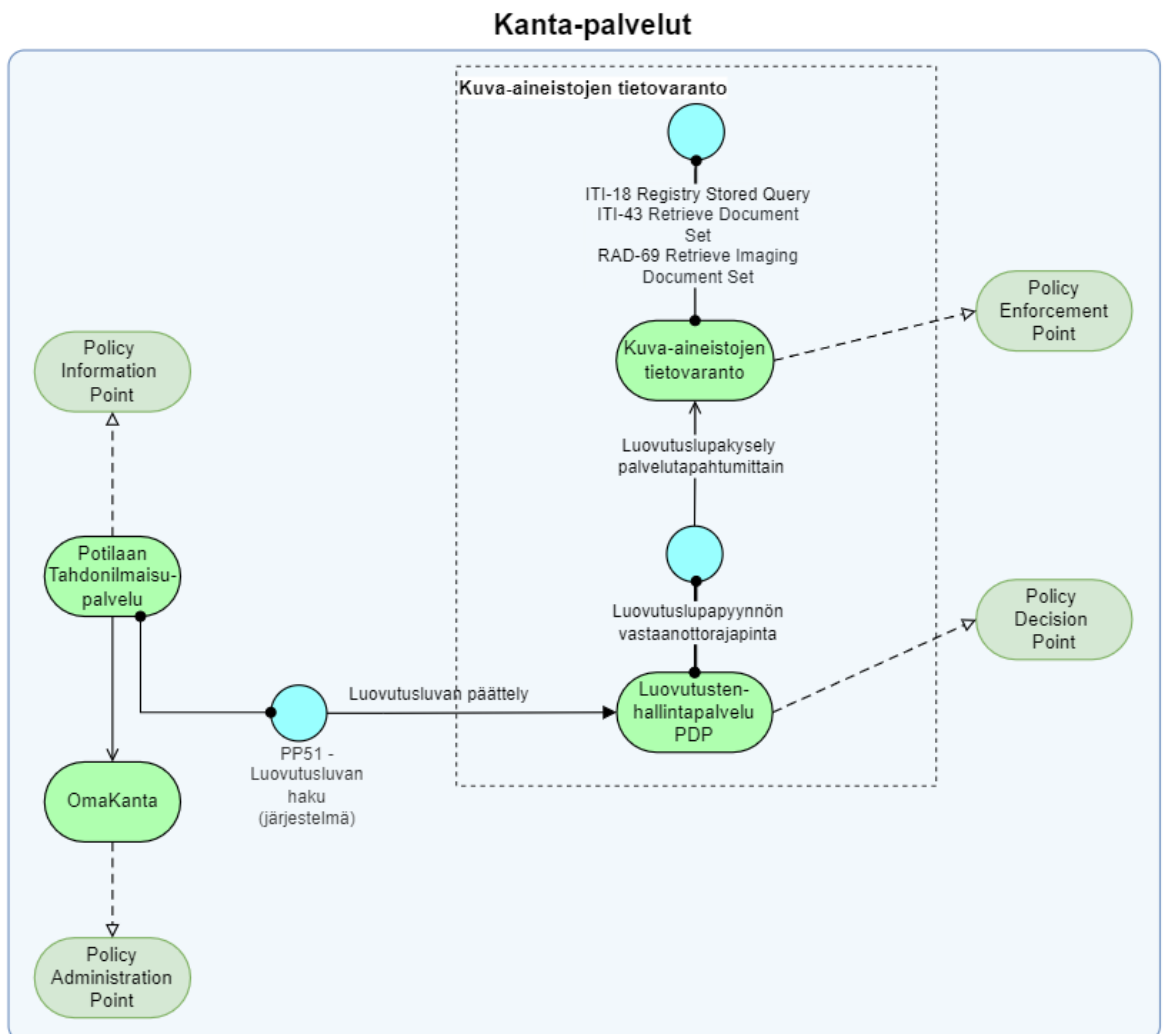 Kanta-palvelut
Kuva-aineistojen tietovaranto
ITI-18 Registry Stored Query
ITI-43 Retrieve Document
Set
RAD-69 Retrieve Imaging
Document Set
Policy
Enforcement
Point
Kuva-aineistojen
tietovaranto
Policy
Information
Point
Luovutuslupakysely
palvelutapahtumittain
Potilaan
Tahdonilmaisu-
palvelu
Luovutuslupapyynnön
vastaanottorajapinta
Policy
Decision
Point
Luovutusluvan päättely
Luovutusten-
hallintapalvelu
PDP
PP51 -
Luovutusluvan
haku
(järjestelmä)
OmaKanta
Policy
Administration
Point